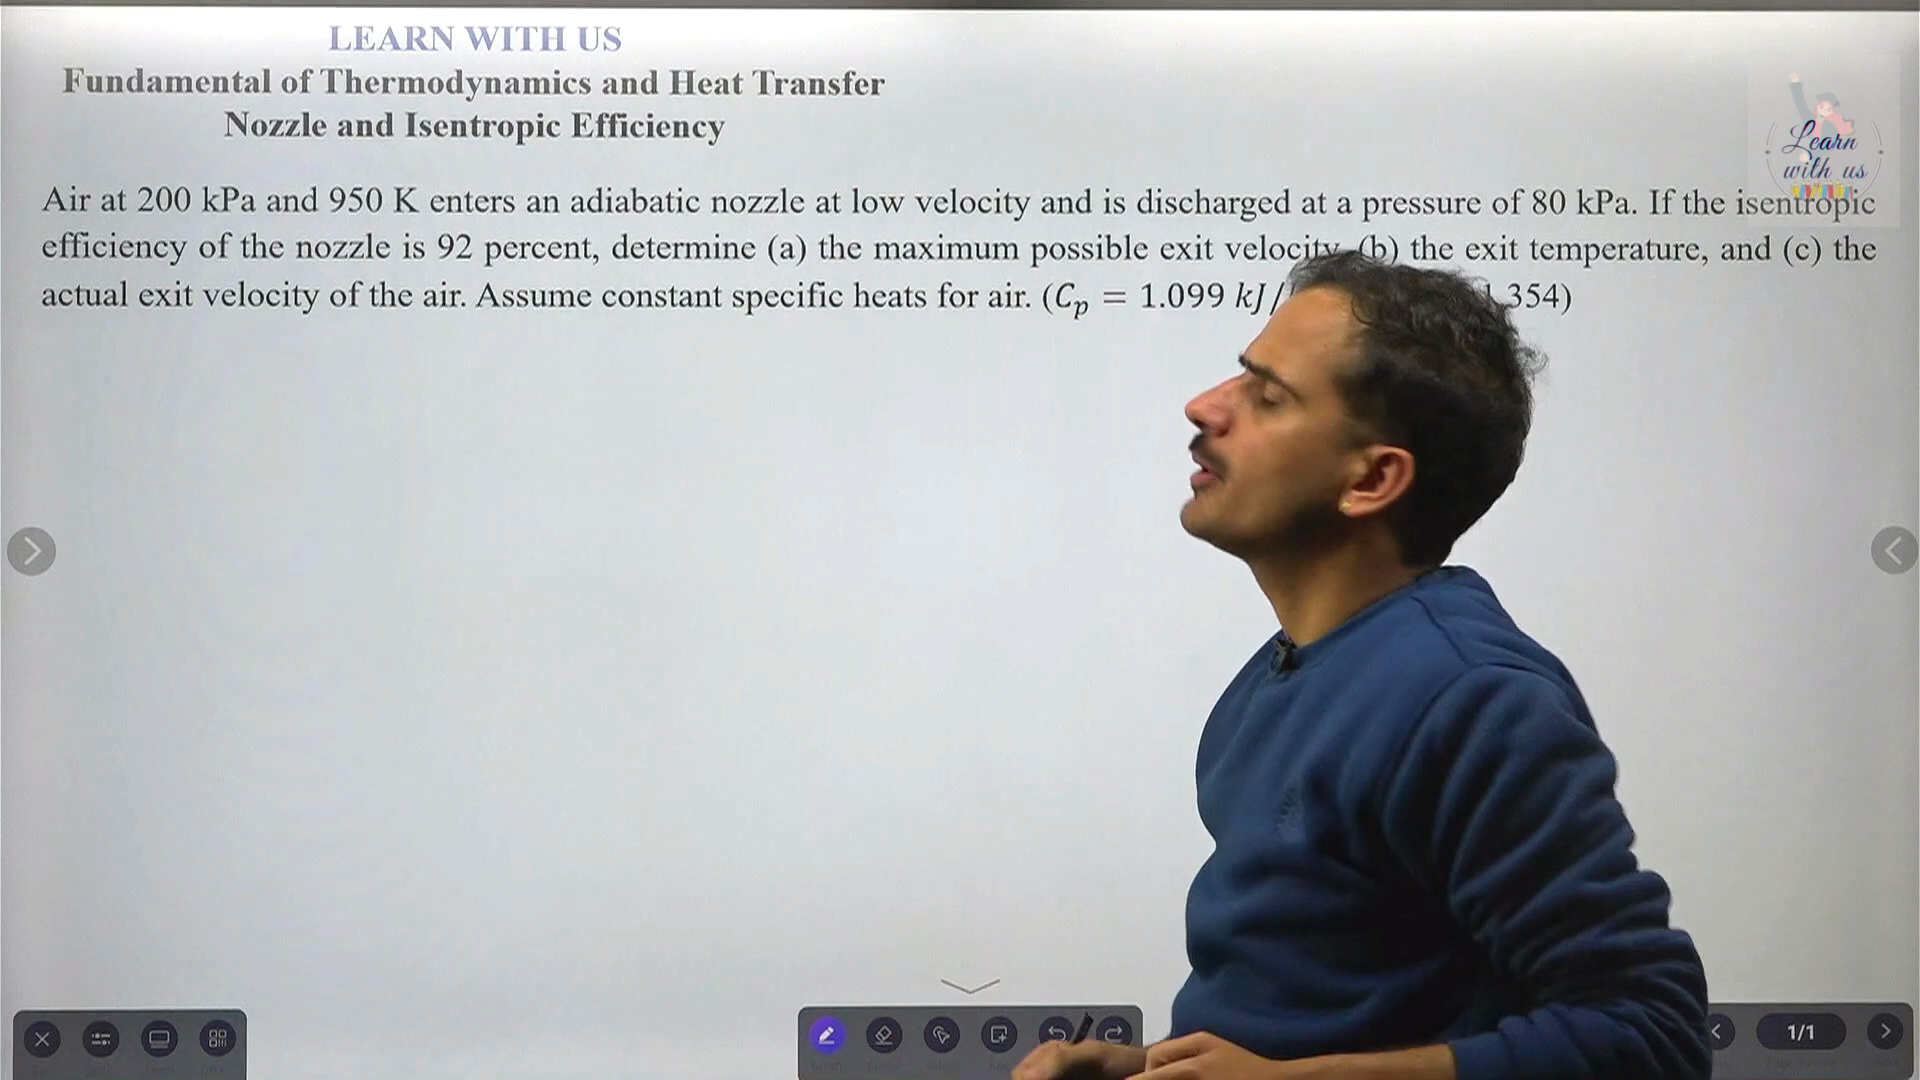 LEARN WITH US
Fundamental of Thermodynamics and Heat Transfer
Nozzle and Isentropic Efficiency
Learn
with us
Air at 200 kPa and 950 K enters an adiabatic nozzle at low velocity and is discharged at a pressure of 80 kPa. If the isentropic
efficiency of the nozzle is 92 percent, determine (a) the maximum possible exit velocity, (b) the exit temperature, and (c) the
actual exit velocity of the air. Assume constant specific heats for air. (Cp = 1.099 kJ/ 1.354)
1/1